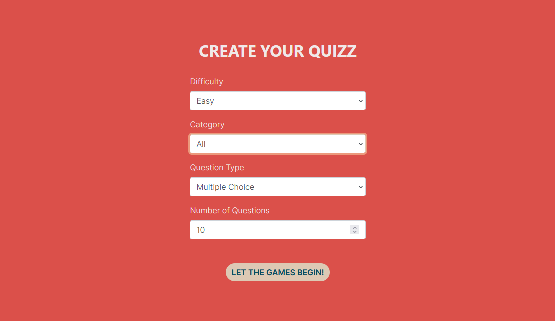 CREATE YOUR QUIZZ
Difficulty
Easy
Category
All
Question Type
Multiple Choice
Number of Questions
10
LET THE GAMES BEGIN!